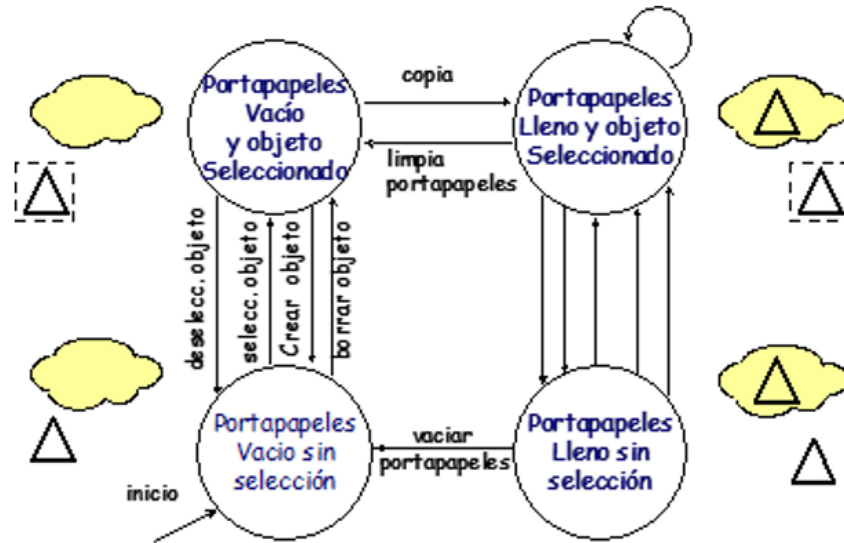 Portapapeles
Vacío
y objeto
Seleccionado
copia
Portapapeles
Lleno y objeto
Seleccionado
limpia
portapapeles
deselecc.objeto
selecc.objeto
Crear objeto
borrar objeto
Portapapeles
Vacio sin
selección
vaciar
portapapeles
Portapapeles
Lleno sin
selección
inicio